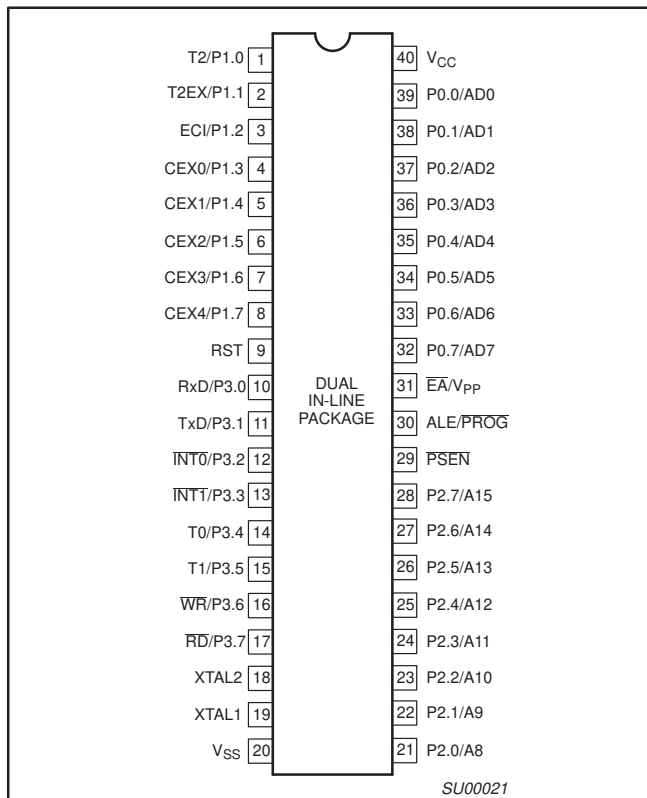 T2/P1.0 1
T2EX/P1.1 2
ECI/P1.2 3
CEX0/P1.3 4
CEX1/P1.4 5
CEX2/P1.5 6
CEX3/P1.6 7
CEX4/P1.7 8
RST 9
RxD/P3.0 10
TxD/P3.1 11
I̅N̅T̅0̅/P3.2 12
I̅N̅T̅1̅/P3.3 13
T0/P3.4 14
T1/P3.5 15
W̅R̅/P3.6 16
R̅D̅/P3.7 17
XTAL2 18
XTAL1 19
VSS 20
DUAL
IN-LINE
PACKAGE
40 VCC
39 P0.0/AD0
38 P0.1/AD1
37 P0.2/AD2
36 P0.3/AD3
35 P0.4/AD4
34 P0.5/AD5
33 P0.6/AD6
32 P0.7/AD7
31 E̅A̅/VPP
30 ALE/P̅R̅O̅G̅
29 P̅S̅E̅N̅
28 P2.7/A15
27 P2.6/A14
26 P2.5/A13
25 P2.4/A12
24 P2.3/A11
23 P2.2/A10
22 P2.1/A9
21 P2.0/A8
SU00021